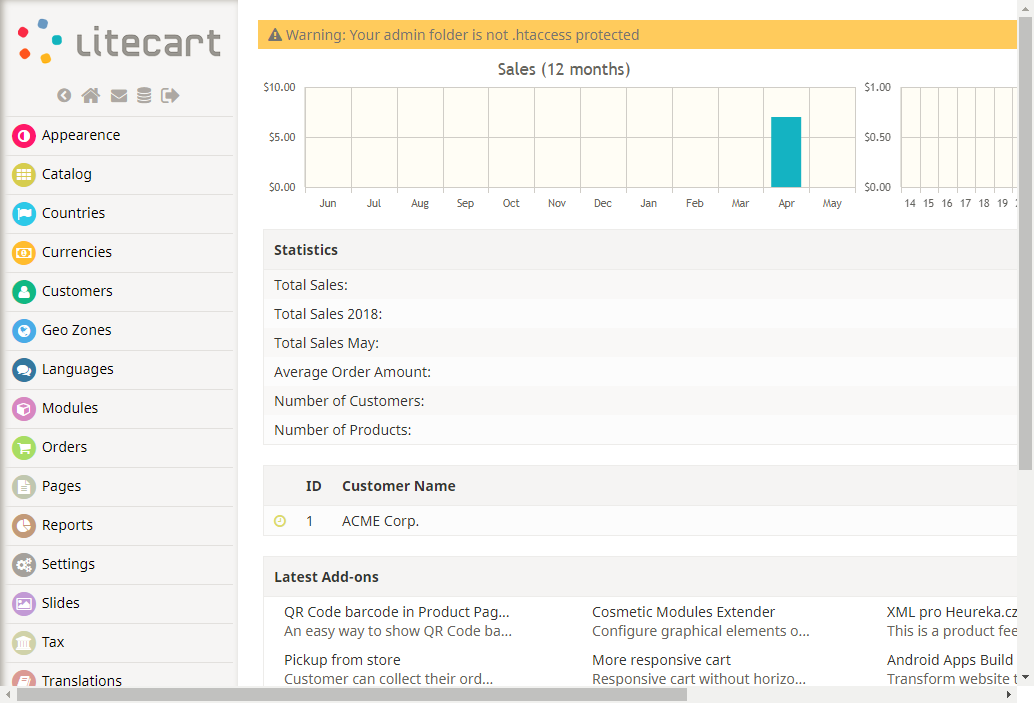 litecart
Appearence
Catalog
Countries
Currencies
Customers
Geo Zones
Languages
Modules
Orders
Pages
Reports
Settings
Slides
Tax
Translations
Warning: Your admin folder is not .htaccess protected
Sales (12 months)
$10.00
$5.00
$0.00
Jun Jul Aug Sep Oct Nov Dec Jan Feb Mar Apr May
$1.00
$0.50
$0.00
14 15 16 17 18 19
Statistics
Total Sales:
Total Sales 2018:
Total Sales May:
Average Order Amount:
Number of Customers:
Number of Products:
ID Customer Name
1 ACME Corp.
Latest Add-ons
QR Code barcode in Product Pag...
An easy way to show QR Code ba...
Cosmetic Modules Extender
Configure graphical elements o...
XML pro Heureka.cz
This is a product fee
Pickup from store
Customer can collect their ord...
More responsive cart
Responsive cart without horizo...
Android Apps Build
Transform website t